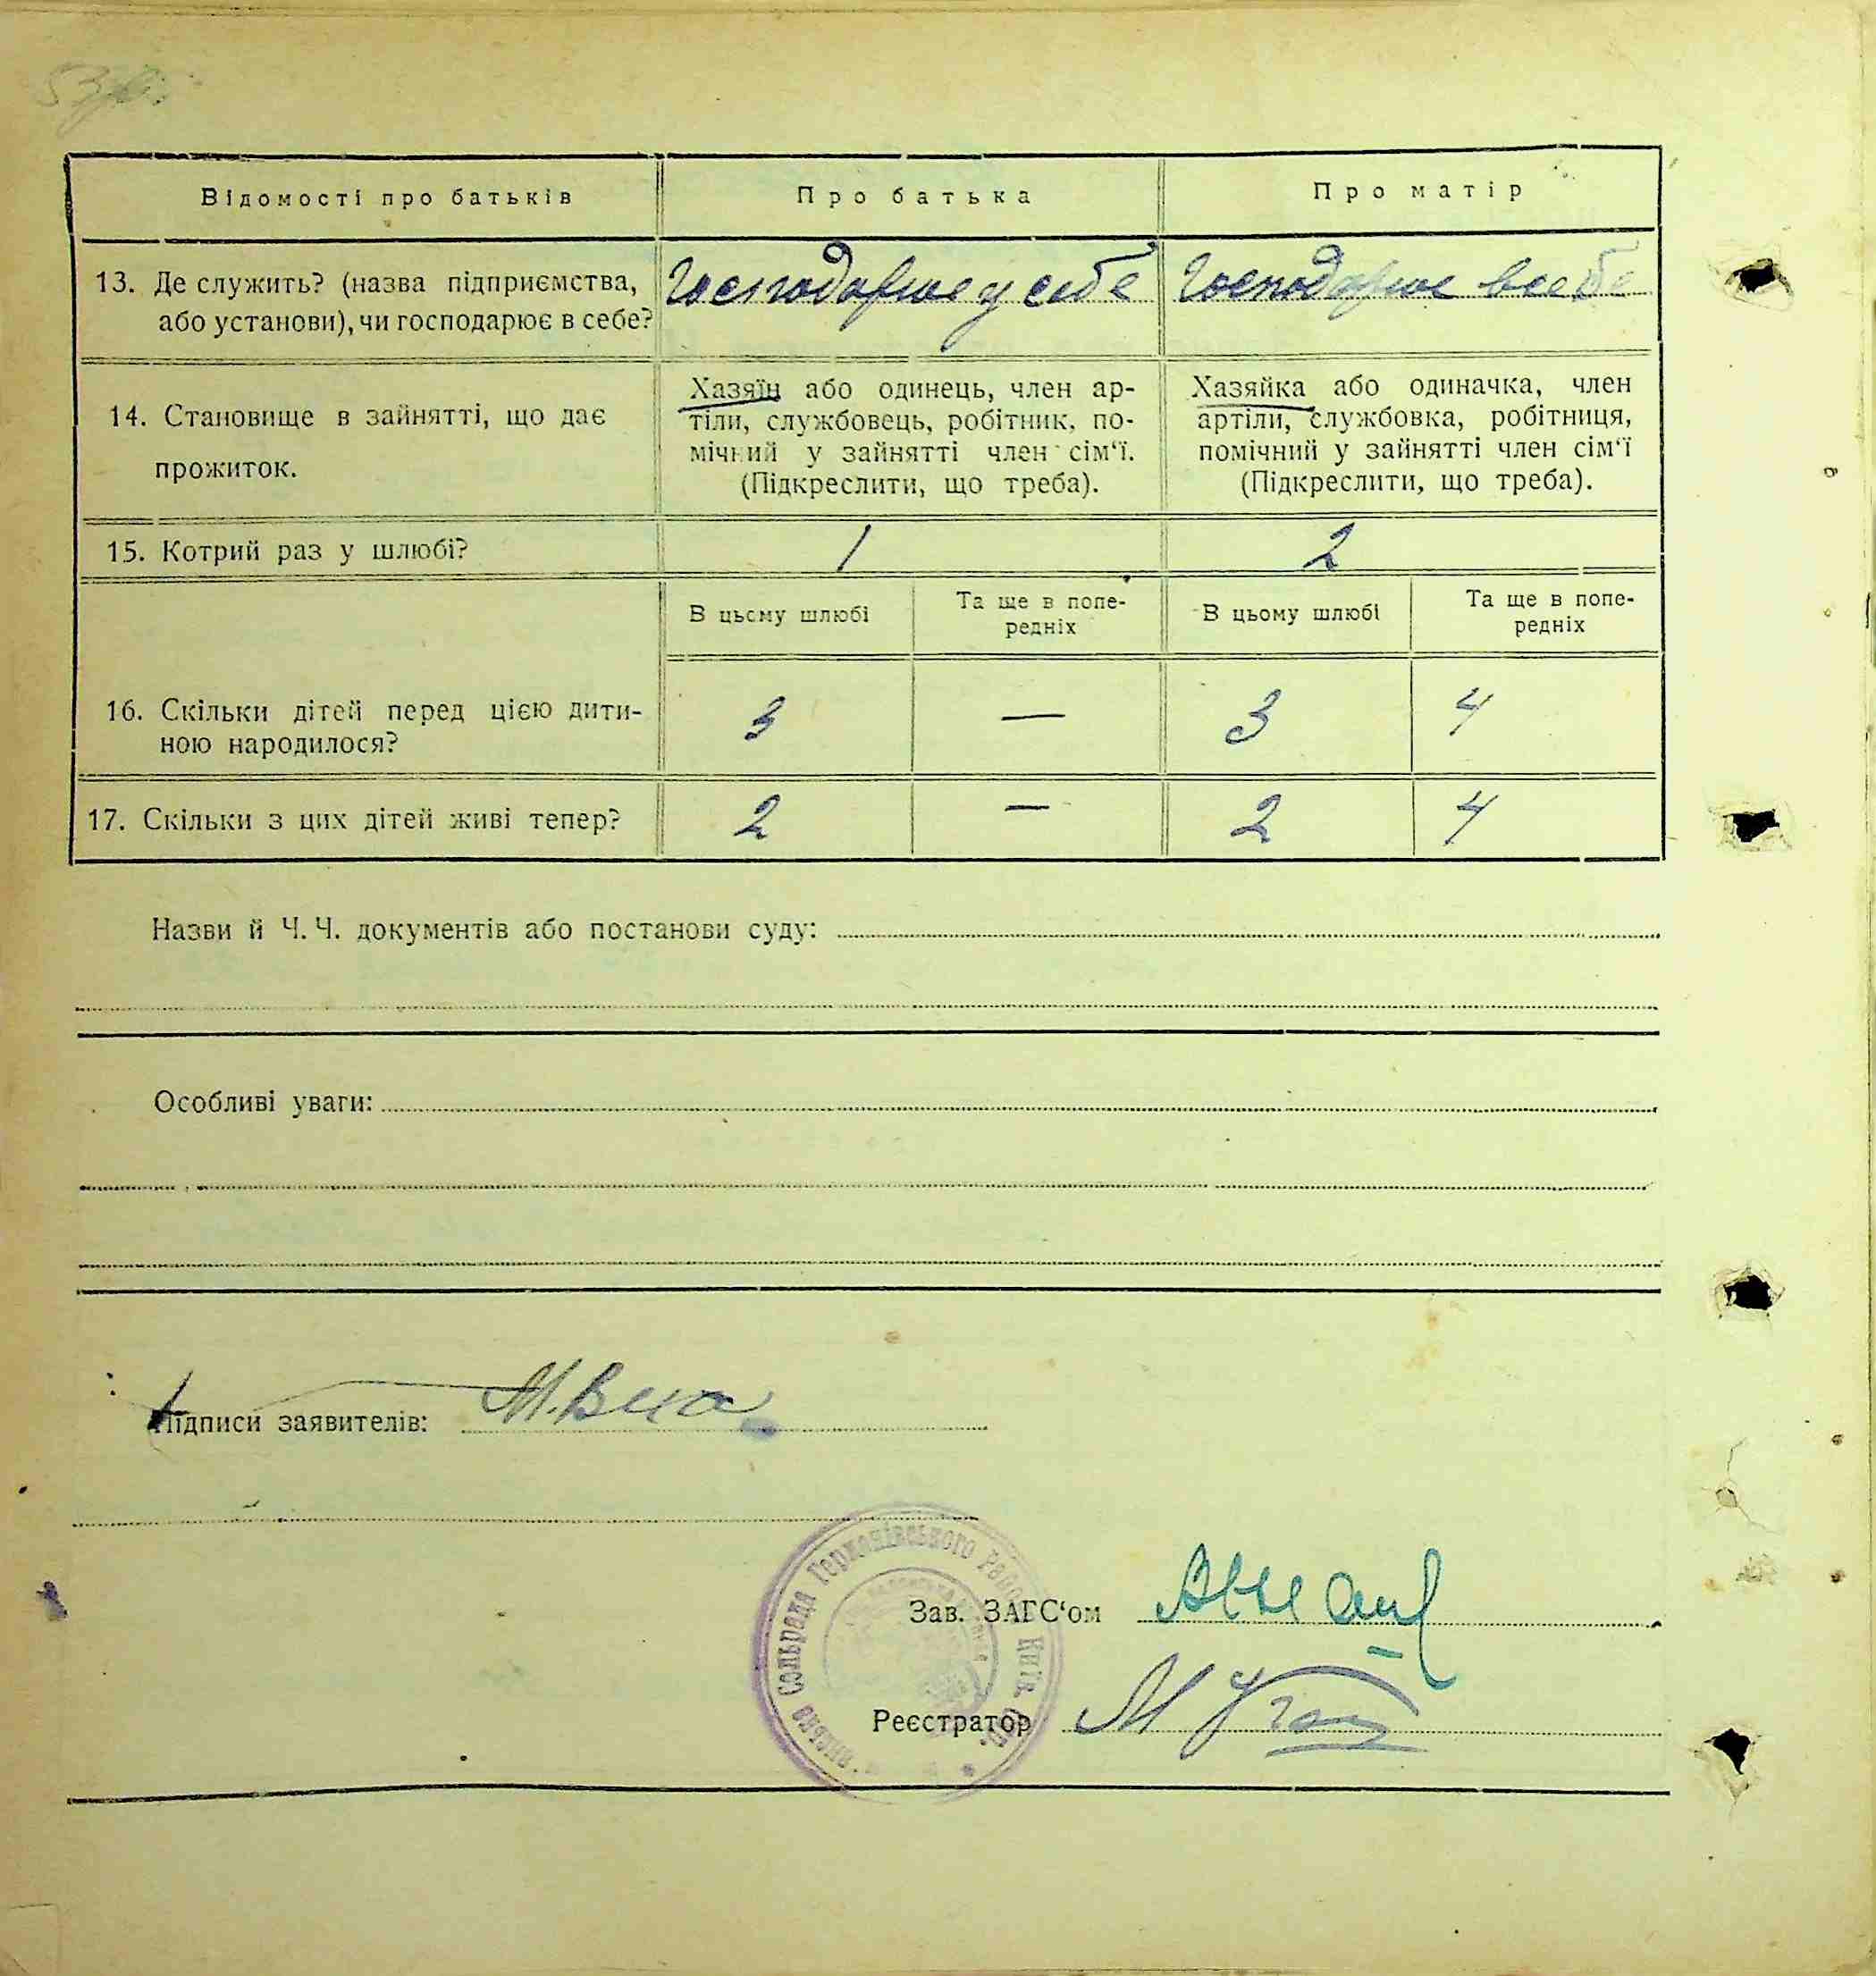 Відомості про батьків
Про батька
Про матір
13. Де служить? (назва підприємства,
або установи), чи господарює в себе?
Господарює у себе
Господарює в себе
14. Становище в зайнятті, що дає
прожиток.
Хазяїн або одинець, член ар-
тіли, службовець, робітник, по-
мічний у зайнятті член сім‘ї.
(Підкреслити, що треба).
Хазяйка або одиначка, член
артіли, службовка, робітниця,
помічний у зайнятті член сім‘ї
(Підкреслити, що треба).
15. Котрий раз у шлюбі?
1
2
В цьому шлюбі
Та ще в попе-
редніх
В цьому шлюбі
Та ще в попе-
редніх
16. Скільки дітей перед цією дити-
ною народилося?
3
—
3
4
17. Скільки з цих дітей живі тепер?
2
—
2
4
Назви й Ч. Ч. документів або постанови суду:
Особливі уваги:
Підписи заявителів:
Сільрада Германівського Район Київ. Окр.
Зав. ЗАГС‘ом
Реєстратор